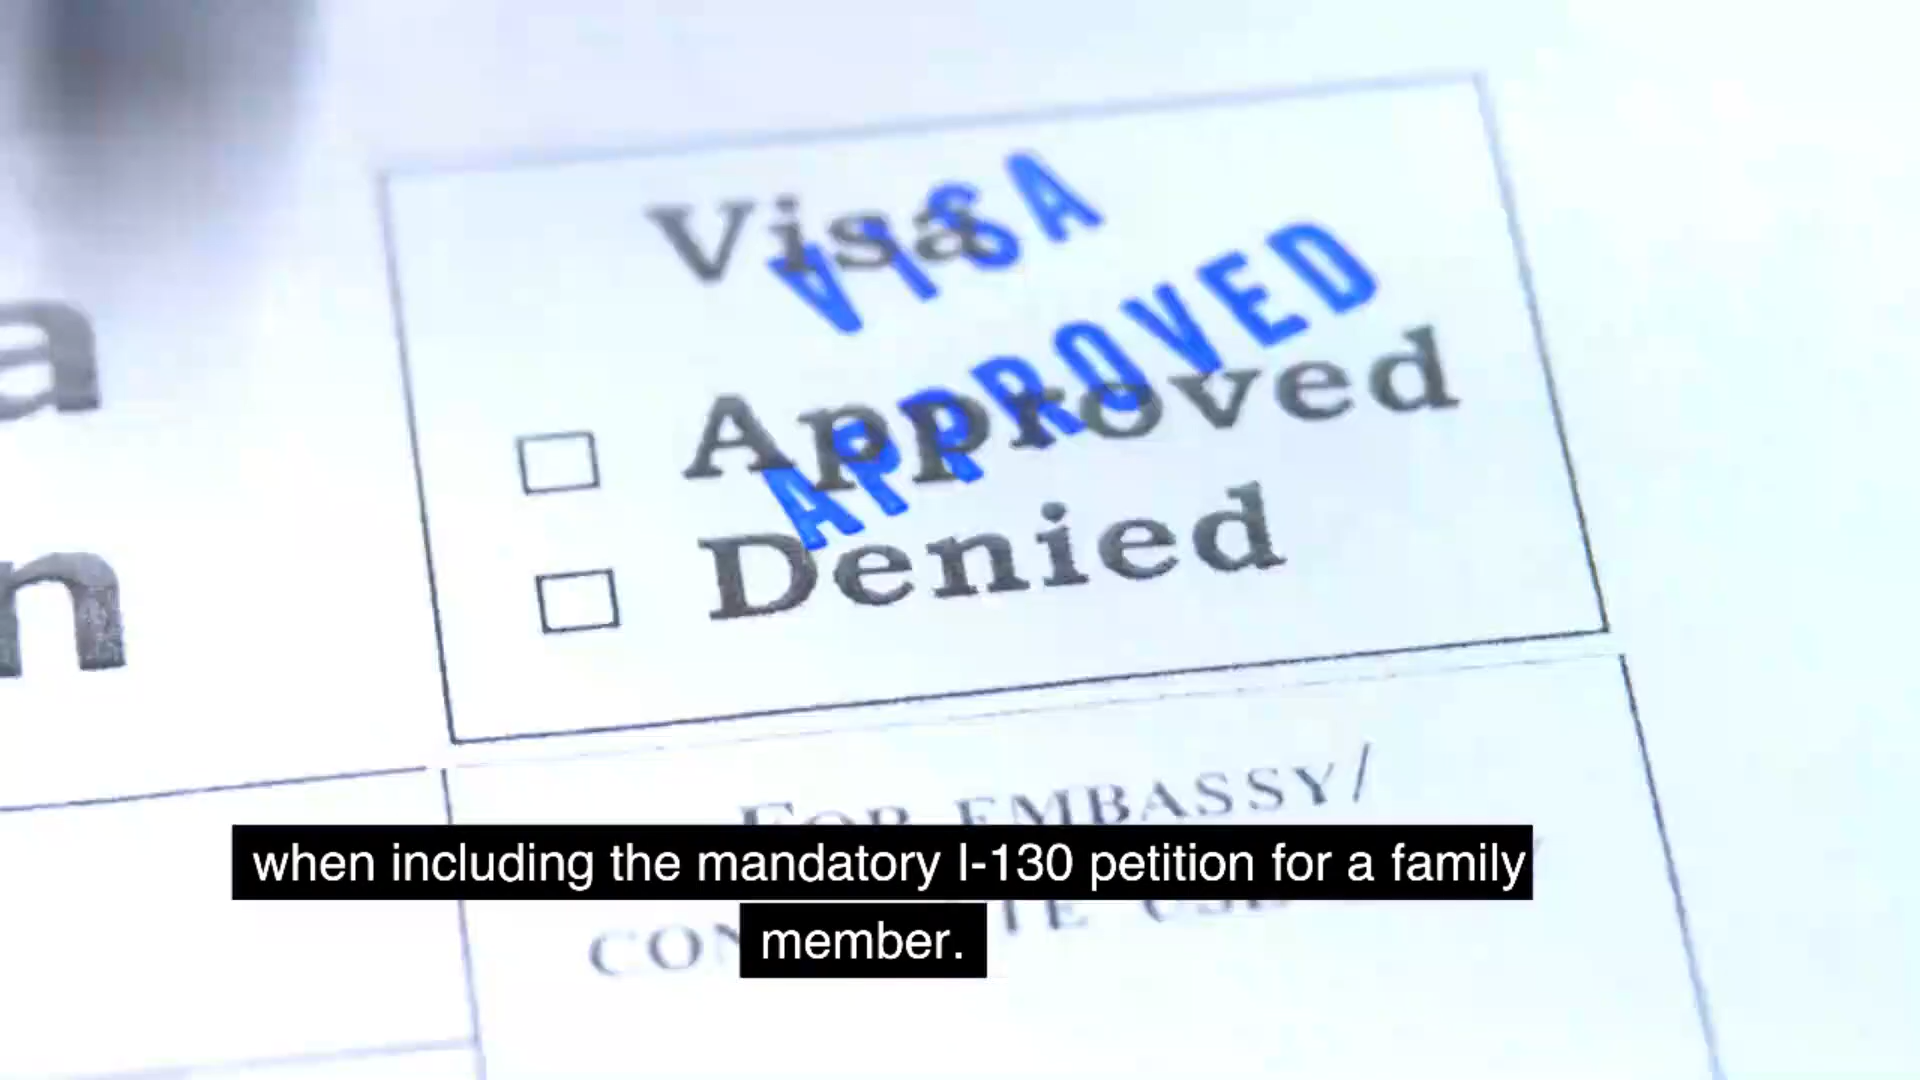 Visa
VISA
APPROVED
☐ Approved
☐ Denied
a
n
FOR EMBASSY/
when including the mandatory I-130 petition for a family
member.